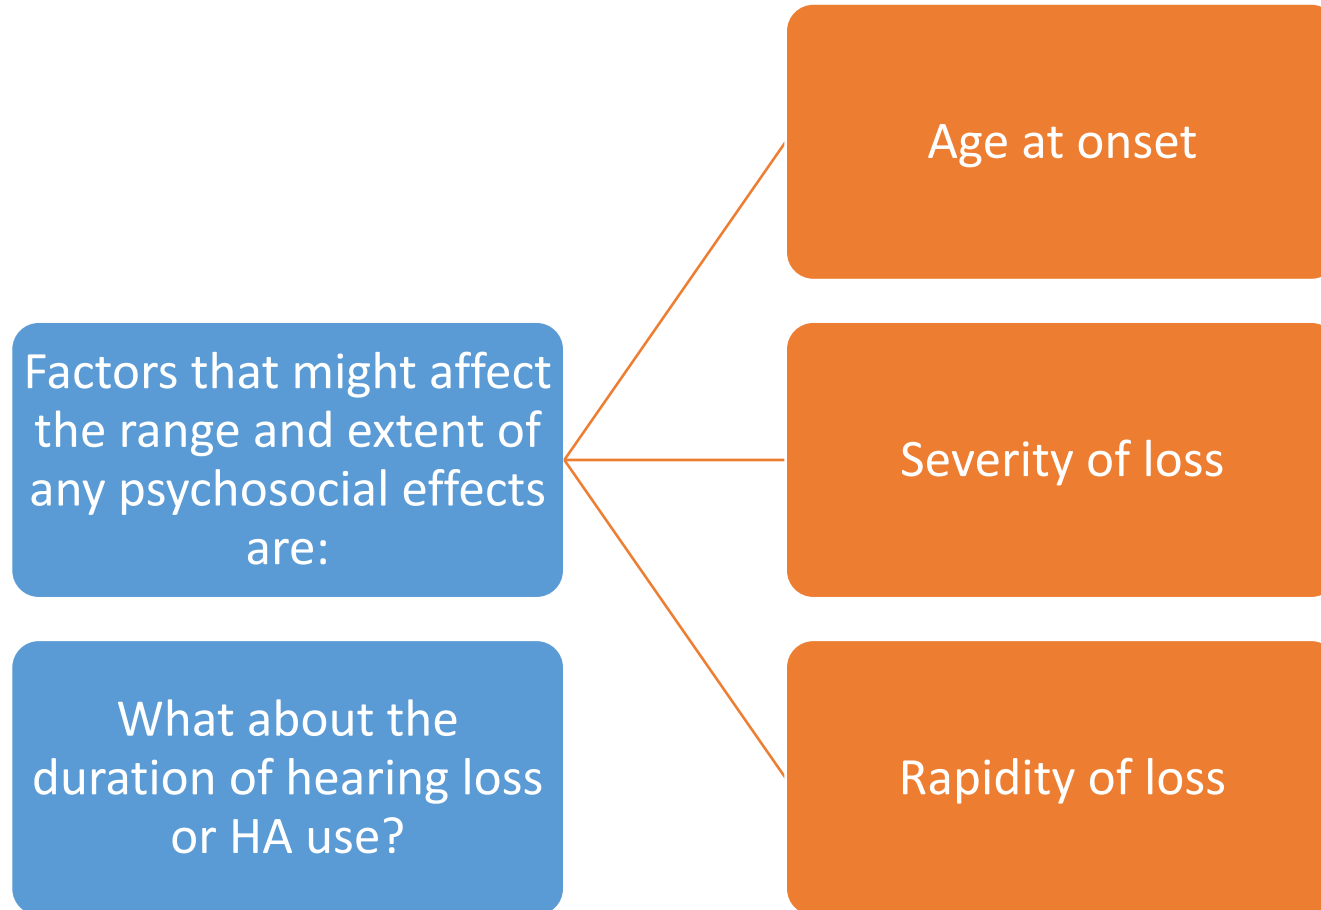 Factors that might affect
the range and extent of
any psychosocial effects
are:
Age at onset
Severity of loss
Rapidity of loss
What about the
duration of hearing loss
or HA use?